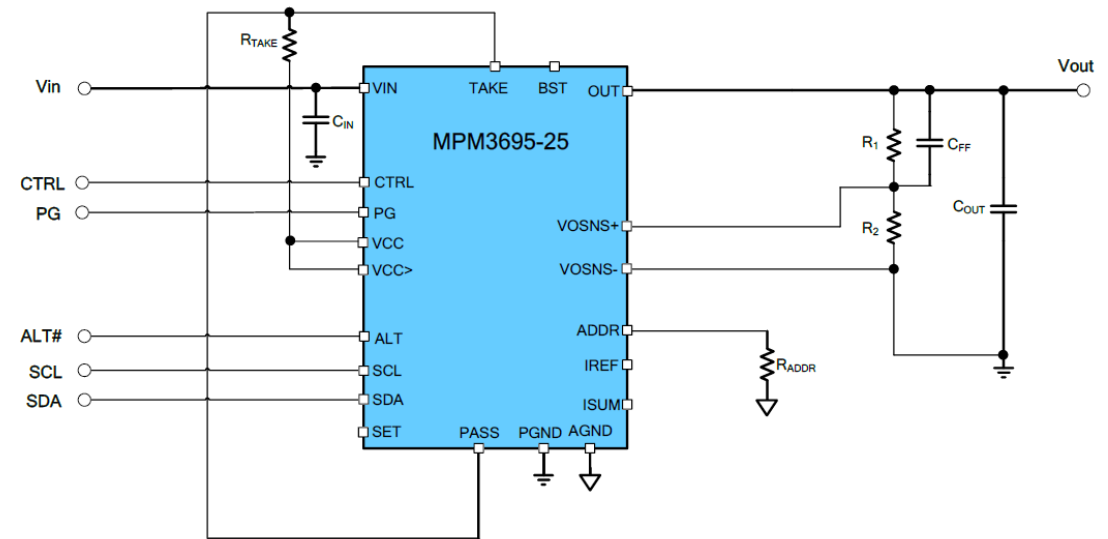 RTAKE
Vin
CIN
VIN
TAKE
BST
OUT
Vout
MPM3695-25
R1
CFF
CTRL
CTRL
PG
PG
VCC
VCC>
VOSNS+
R2
COUT
VOSNS-
ALT#
ALT
ADDR
SCL
SCL
IREF
RADDR
SDA
SDA
ISUM
SET
PASS
PGND
AGND